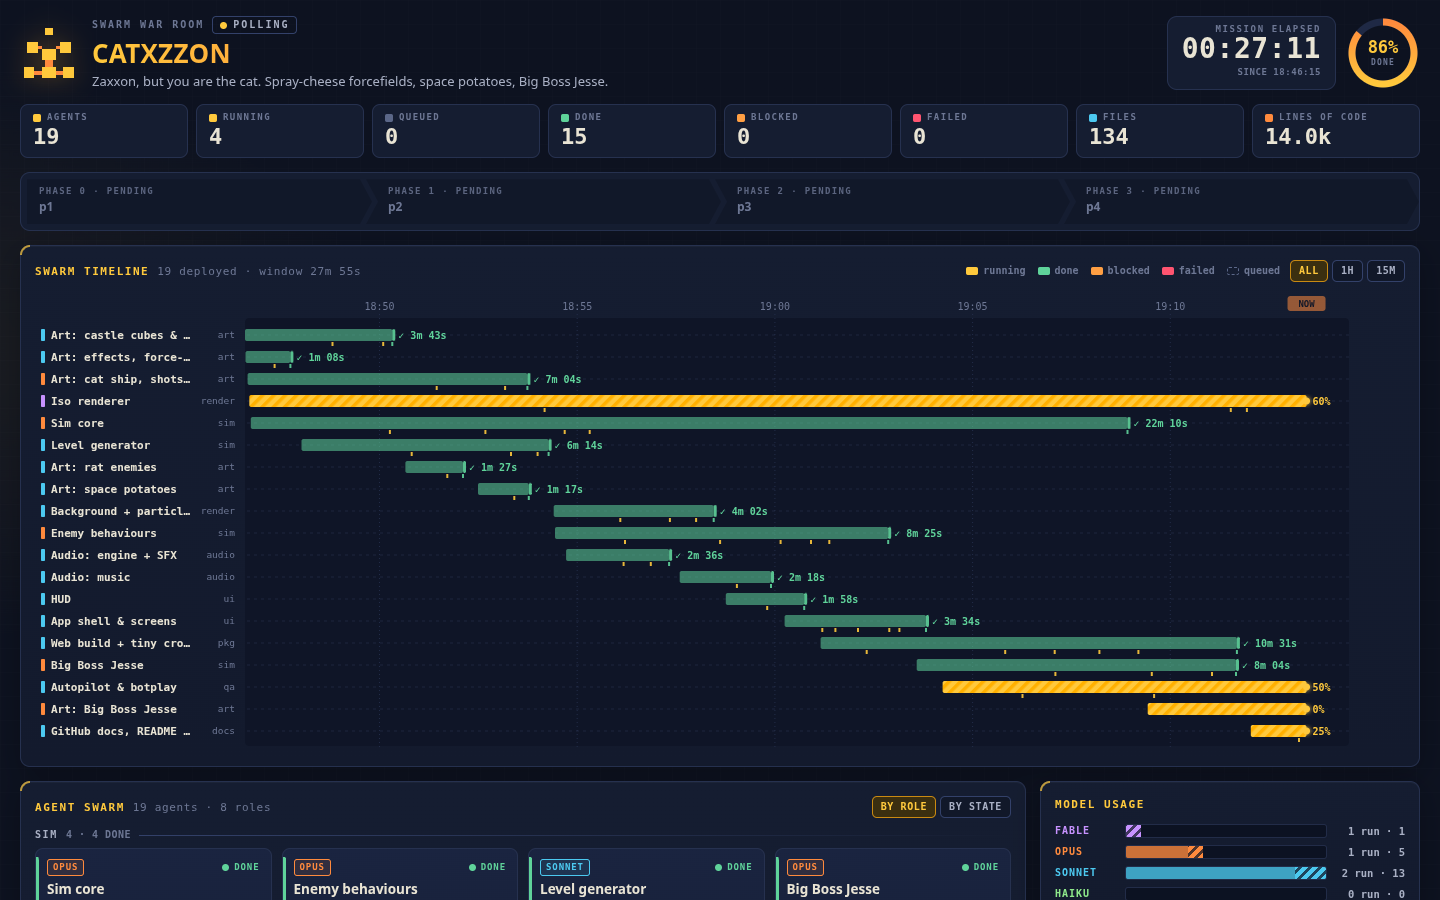 SWARM WAR ROOM POLLING
CATXZZON
Zaxxon, but you are the cat. Spray-cheese forcefields, space potatoes, Big Boss Jesse.
MISSION ELAPSED
00:27:11
SINCE 18:46:15
86%
DONE
AGENTS
19
RUNNING
4
QUEUED
0
DONE
15
BLOCKED
0
FAILED
0
FILES
134
LINES OF CODE
14.0k
PHASE 0 · PENDING
p1
PHASE 1 · PENDING
p2
PHASE 2 · PENDING
p3
PHASE 3 · PENDING
p4
SWARM TIMELINE 19 deployed · window 27m 55s
running done blocked failed queued ALL 1H 15M
18:50 18:55 19:00 19:05 19:10 NOW
Art: castle cubes & … art ✓ 3m 43s
Art: effects, force-… art ✓ 1m 08s
Art: cat ship, shots… art ✓ 7m 04s
Iso renderer render 60%
Sim core sim ✓ 22m 10s
Level generator sim ✓ 6m 14s
Art: rat enemies art ✓ 1m 27s
Art: space potatoes art ✓ 1m 17s
Background + particl… render ✓ 4m 02s
Enemy behaviours sim ✓ 8m 25s
Audio: engine + SFX audio ✓ 2m 36s
Audio: music audio ✓ 2m 18s
HUD ui ✓ 1m 58s
App shell & screens ui ✓ 3m 34s
Web build + tiny cro… pkg ✓ 10m 31s
Big Boss Jesse sim ✓ 8m 04s
Autopilot & botplay qa 50%
Art: Big Boss Jesse art 0%
GitHub docs, README … docs 25%
AGENT SWARM 19 agents · 8 roles
BY ROLE BY STATE
SIM 4 · 4 DONE
OPUS DONE
Sim core
OPUS DONE
Enemy behaviours
SONNET DONE
Level generator
OPUS DONE
Big Boss Jesse
MODEL USAGE
FABLE 1 run · 1
OPUS 1 run · 5
SONNET 2 run · 13
HAIKU 0 run · 0